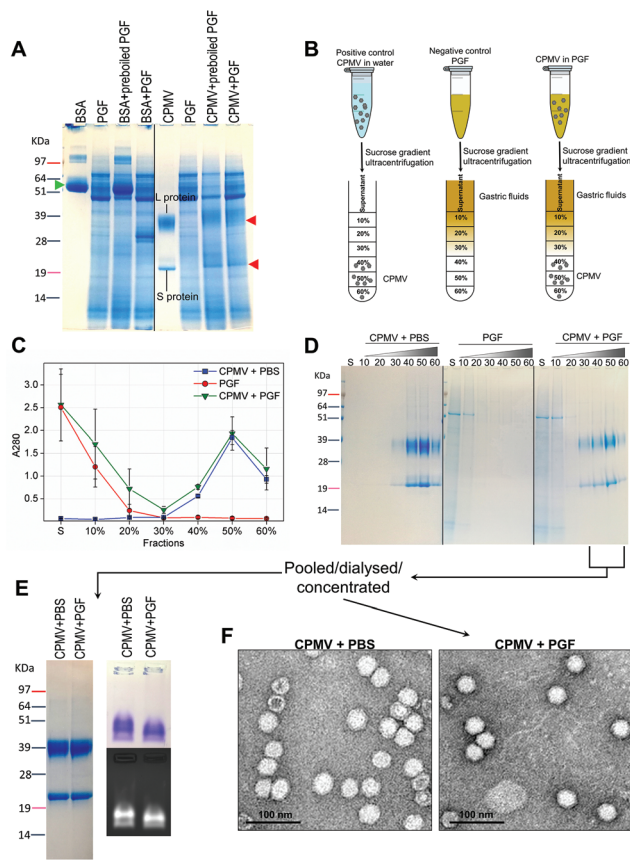 A
BSA
PGF
BSA+preboiled PGF
BSA+PGF
CPMV
PGF
CPMV+preboiled PGF
CPMV+PGF
KDa
97
64
51
39
28
19
14
L protein
S protein
B
Positive control
CPMV in water
Negative control
PGF
CPMV in PGF
Sucrose gradient
ultracentrifugation
Sucrose gradient
ultracentrifugation
Sucrose gradient
ultracentrifugation
Supernatant
10%
20%
30%
40%
50%
60%
CPMV
Supernatant
Gastric fluids
10%
20%
30%
40%
50%
60%
Supernatant
Gastric fluids
10%
20%
30%
40%
50%
60%
CPMV
C
CPMV + PBS
PGF
CPMV + PGF
A280
3.0
2.5
2.0
1.5
1.0
0.5
S 10% 20% 30% 40% 50% 60%
Fractions
D
CPMV + PBS PGF CPMV + PGF
S 10 20 30 40 50 60 S 10 20 30 40 50 60 S 10 20 30 40 50 60
KDa
97
64
51
39
28
19
14
Pooled/dialysed/
concentrated
E
CPMV+PBS
CPMV+PGF
CPMV+PBS
CPMV+PGF
KDa
97
64
51
39
28
19
14
F
CPMV + PBS
100 nm
CPMV + PGF
100 nm